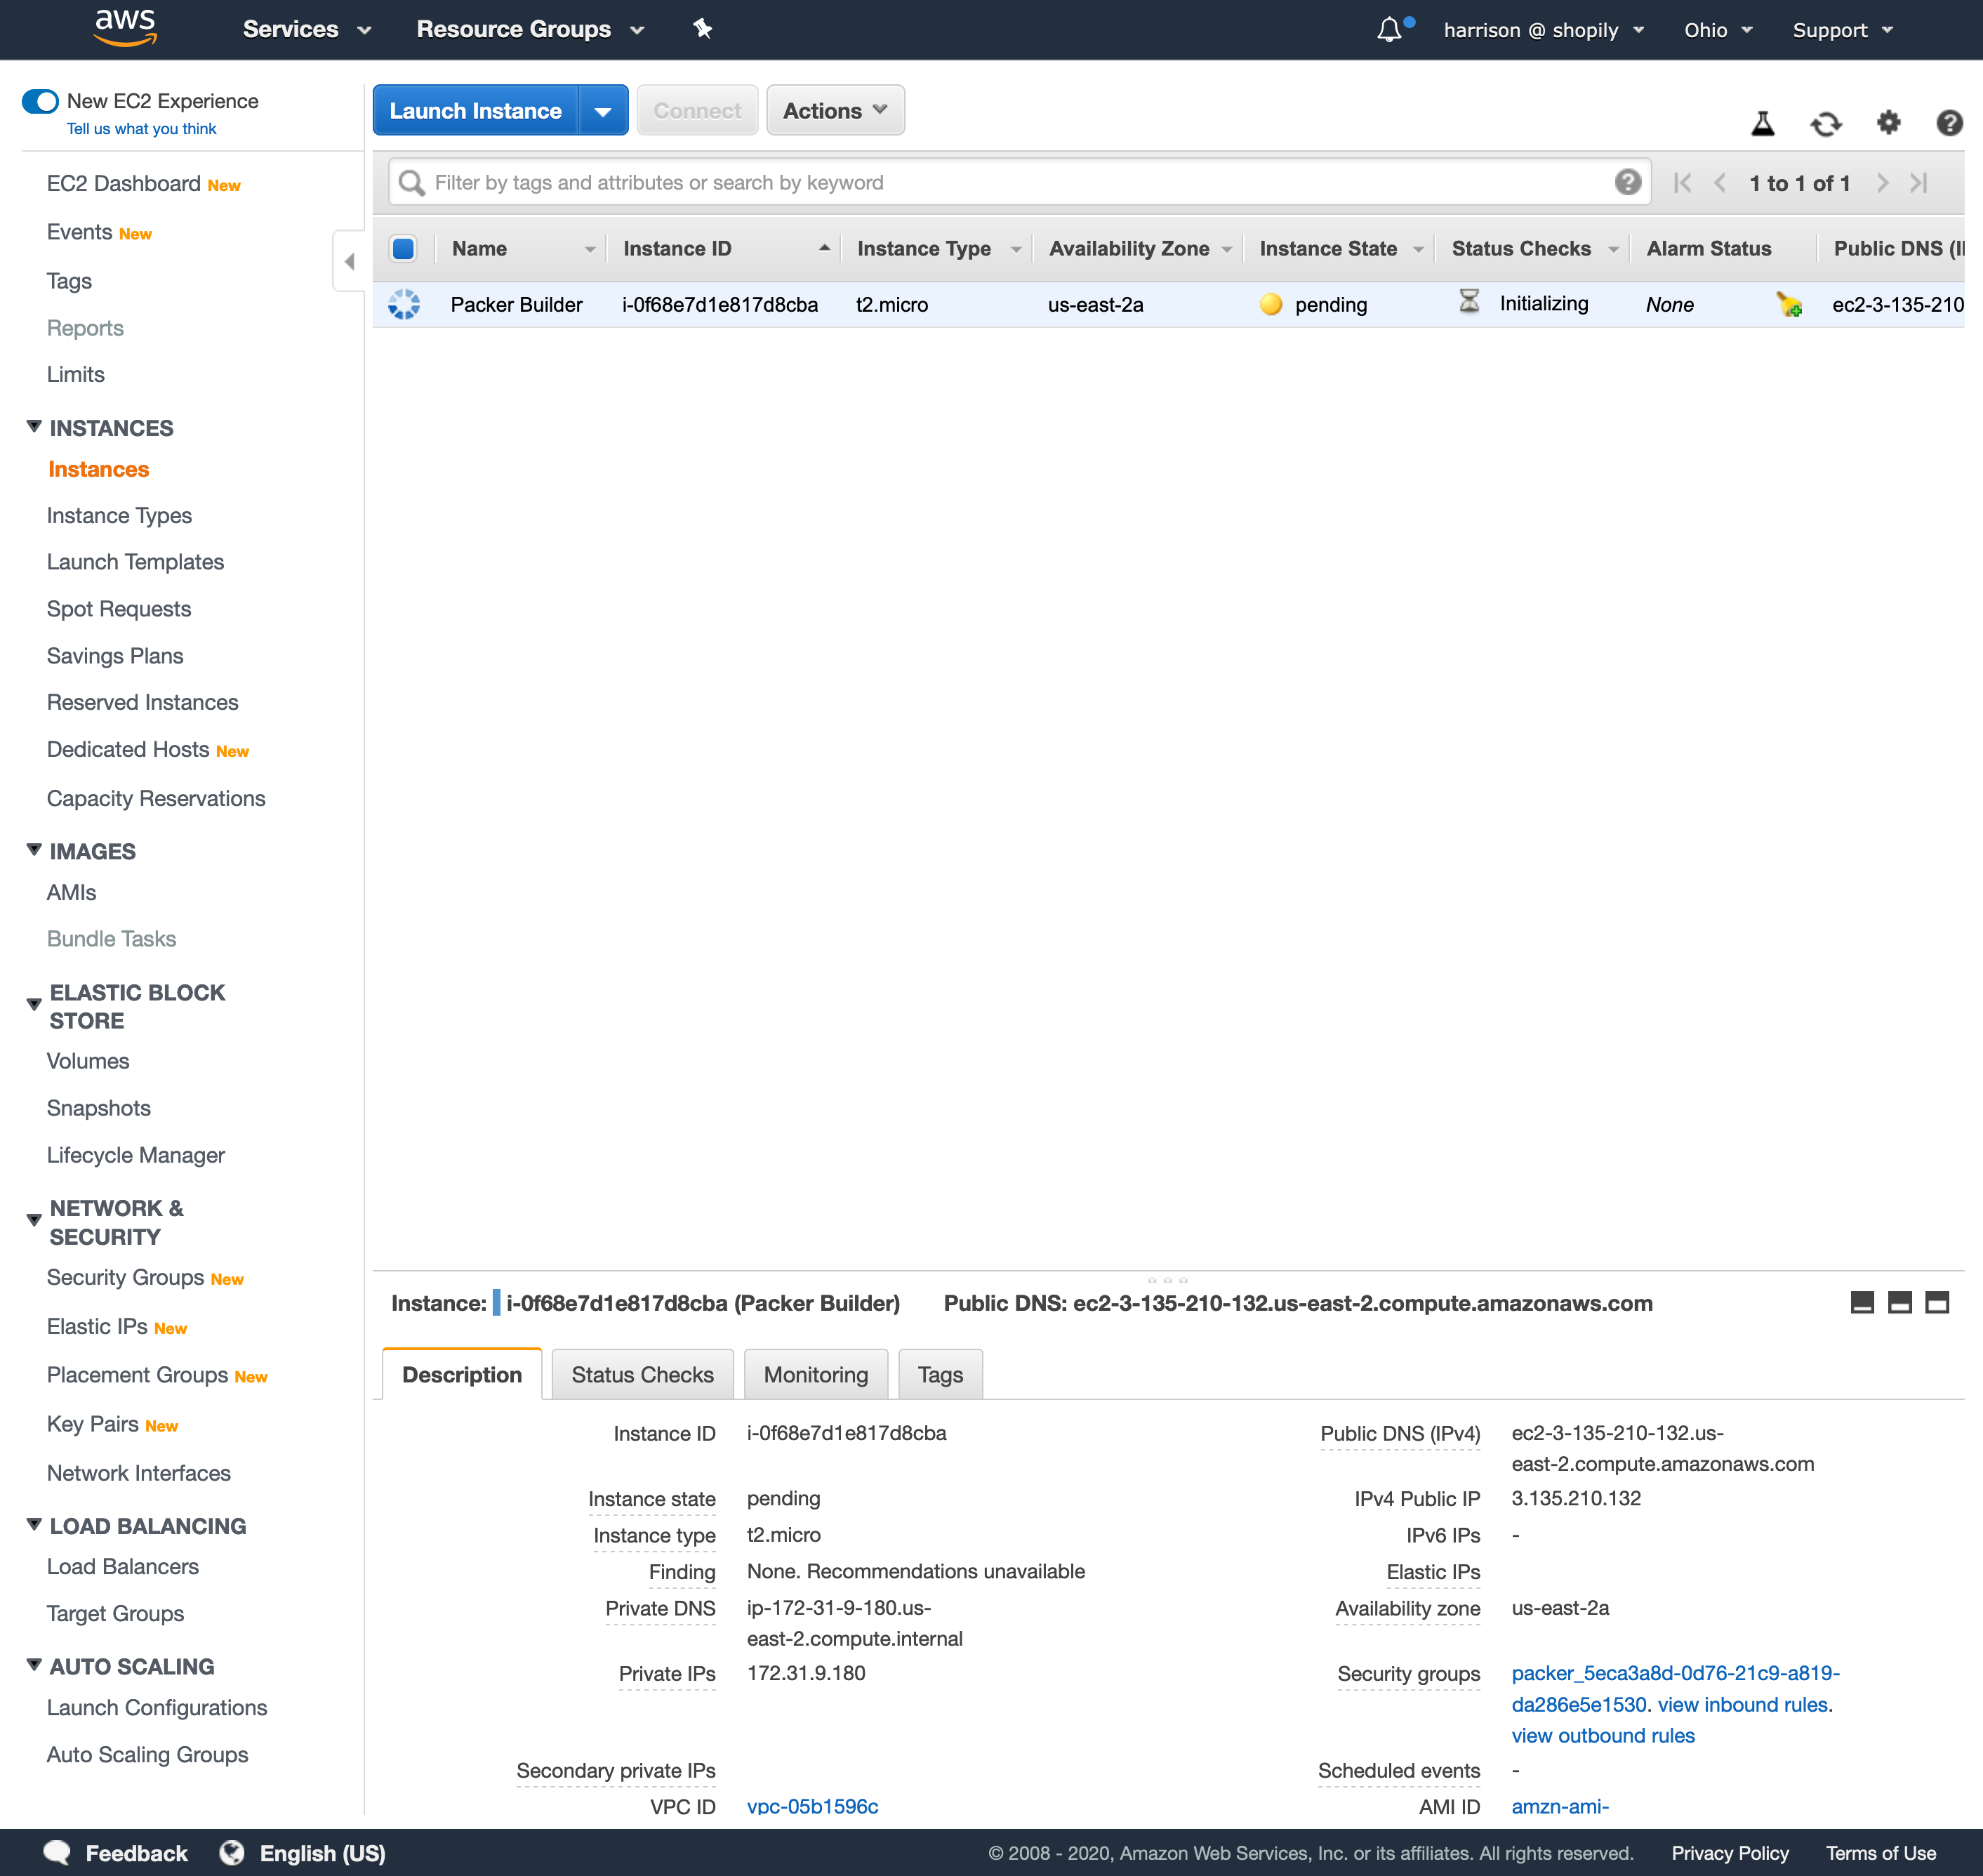 aws Services Resource Groups harrison @ shopily Ohio Support
New EC2 Experience
Tell us what you think
EC2 Dashboard New
Events New
Tags
Reports
Limits
INSTANCES
Instances
Instance Types
Launch Templates
Spot Requests
Savings Plans
Reserved Instances
Dedicated Hosts New
Capacity Reservations
IMAGES
AMIs
Bundle Tasks
ELASTIC BLOCK
STORE
Volumes
Snapshots
Lifecycle Manager
NETWORK &
SECURITY
Security Groups New
Elastic IPs New
Placement Groups New
Key Pairs New
Network Interfaces
LOAD BALANCING
Load Balancers
Target Groups
AUTO SCALING
Launch Configurations
Auto Scaling Groups
Launch Instance Connect Actions
Filter by tags and attributes or search by keyword 1 to 1 of 1
Name Instance ID Instance Type Availability Zone Instance State Status Checks Alarm Status Public DNS (I
Packer Builder i-0f68e7d1e817d8cba t2.micro us-east-2a pending Initializing None ec2-3-135-210
Instance: i-0f68e7d1e817d8cba (Packer Builder) Public DNS: ec2-3-135-210-132.us-east-2.compute.amazonaws.com
Description Status Checks Monitoring Tags
Instance ID i-0f68e7d1e817d8cba
Instance state pending
Instance type t2.micro
Finding None. Recommendations unavailable
Private DNS ip-172-31-9-180.us-
east-2.compute.internal
Private IPs 172.31.9.180
Secondary private IPs
VPC ID vpc-05b1596c
Public DNS (IPv4) ec2-3-135-210-132.us-
east-2.compute.amazonaws.com
IPv4 Public IP 3.135.210.132
IPv6 IPs -
Elastic IPs
Availability zone us-east-2a
Security groups packer_5eca3a8d-0d76-21c9-a819-
da286e5e1530. view inbound rules.
view outbound rules
Scheduled events -
AMI ID amzn-ami-
Feedback English (US) © 2008 - 2020, Amazon Web Services, Inc. or its affiliates. All rights reserved. Privacy Policy Terms of Use